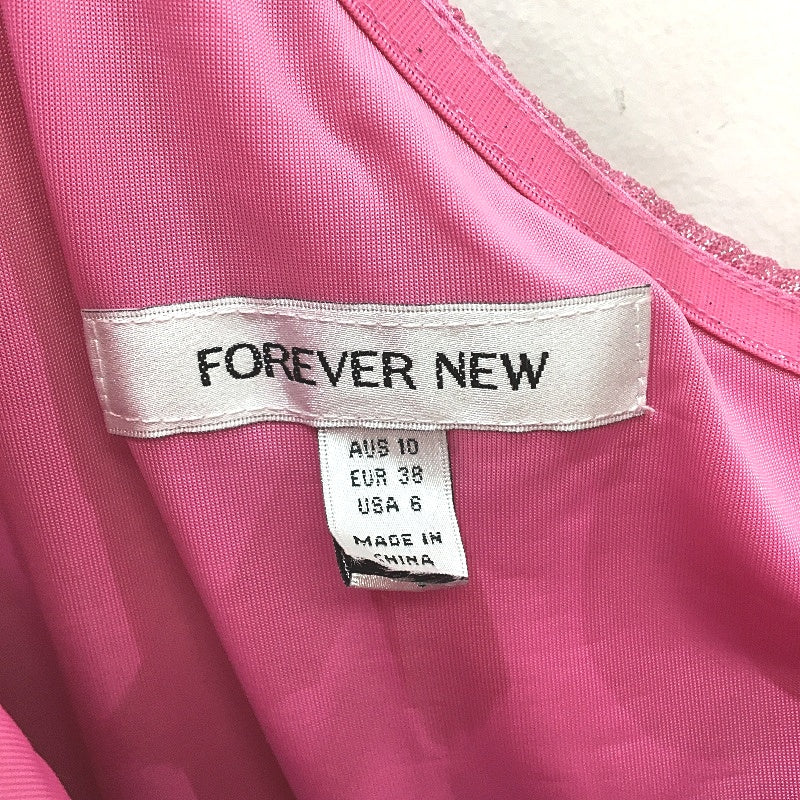 FOREVER NEW
AUS 10
EUR 38
USA 6
MADE IN
CHINA